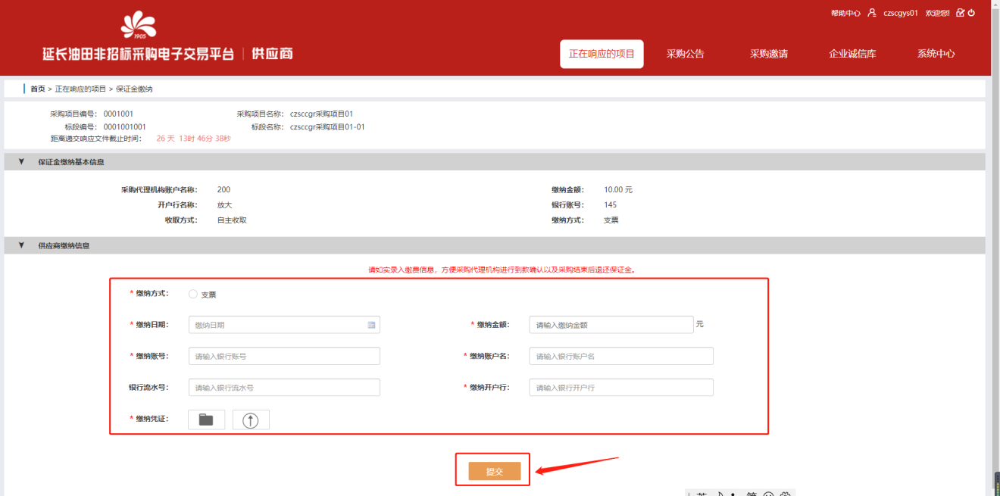 帮助中心 czscgys01 欢迎您!
1905
延长油田非招标采购电子交易平台 | 供应商
正在响应的项目 采购公告 采购邀请 企业诚信库 系统中心
首页 > 正在响应的项目 > 保证金缴纳
采购项目编号: 0001001 采购项目名称: czsccgr采购项目01
标段编号: 0001001001 标段名称: czsccgr采购项目01-01
距离递交响应文件截止时间: 26 天 13时 46分 38秒
保证金缴纳基本信息
采购代理机构账户名称: 200 缴纳金额: 10.00 元
开户行名称: 放大 银行账号: 145
收取方式: 自主收取 缴纳方式: 支票
供应商缴纳信息
请如实录入缴费信息，方便采购代理机构进行到款确认以及采购结束后退还保证金。
* 缴纳方式: 支票
* 缴纳日期: 缴纳日期 * 缴纳金额: 请输入缴纳金额 元
* 缴纳账号: 请输入银行账号 * 缴纳账户名: 请输入银行账户名
银行流水号: 请输入银行流水号 * 缴纳开户行: 请输入银行开户行
* 缴纳凭证:
提交